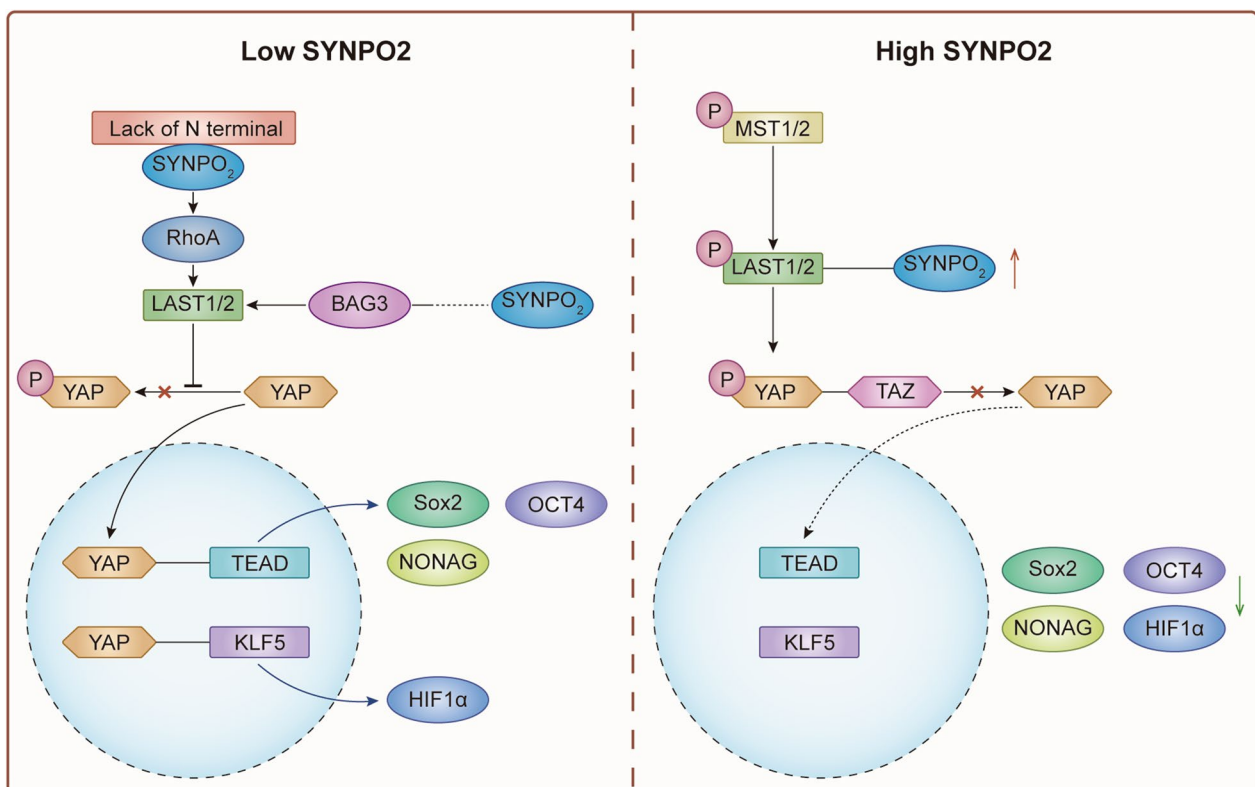 Low SYNPO2
Lack of N terminal
SYNPO2
RhoA
LAST1/2
BAG3
SYNPO2
P
YAP
YAP
Sox2
OCT4
YAP
TEAD
NONAG
YAP
KLF5
HIF1α
High SYNPO2
P
MST1/2
P
LAST1/2
SYNPO2
P
YAP
TAZ
YAP
TEAD
Sox2
OCT4
KLF5
NONAG
HIF1α